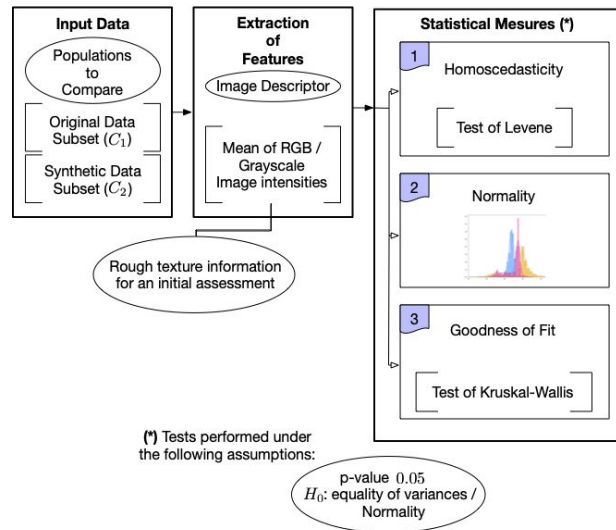 Input Data
Populations
to
Compare
Original Data
Subset (C₁)
Synthetic Data
Subset (C₂)
Extraction
of
Features
Image Descriptor
Mean of RGB /
Grayscale
Image intensities
Rough texture information
for an initial assessment
Statistical Mesures (*)
1
Homoscedasticity
Test of Levene
2
Normality
3
Goodness of Fit
Test of Kruskal-Wallis
(*) Tests performed under
the following assumptions:
p-value 0.05
H₀: equality of variances /
Normality